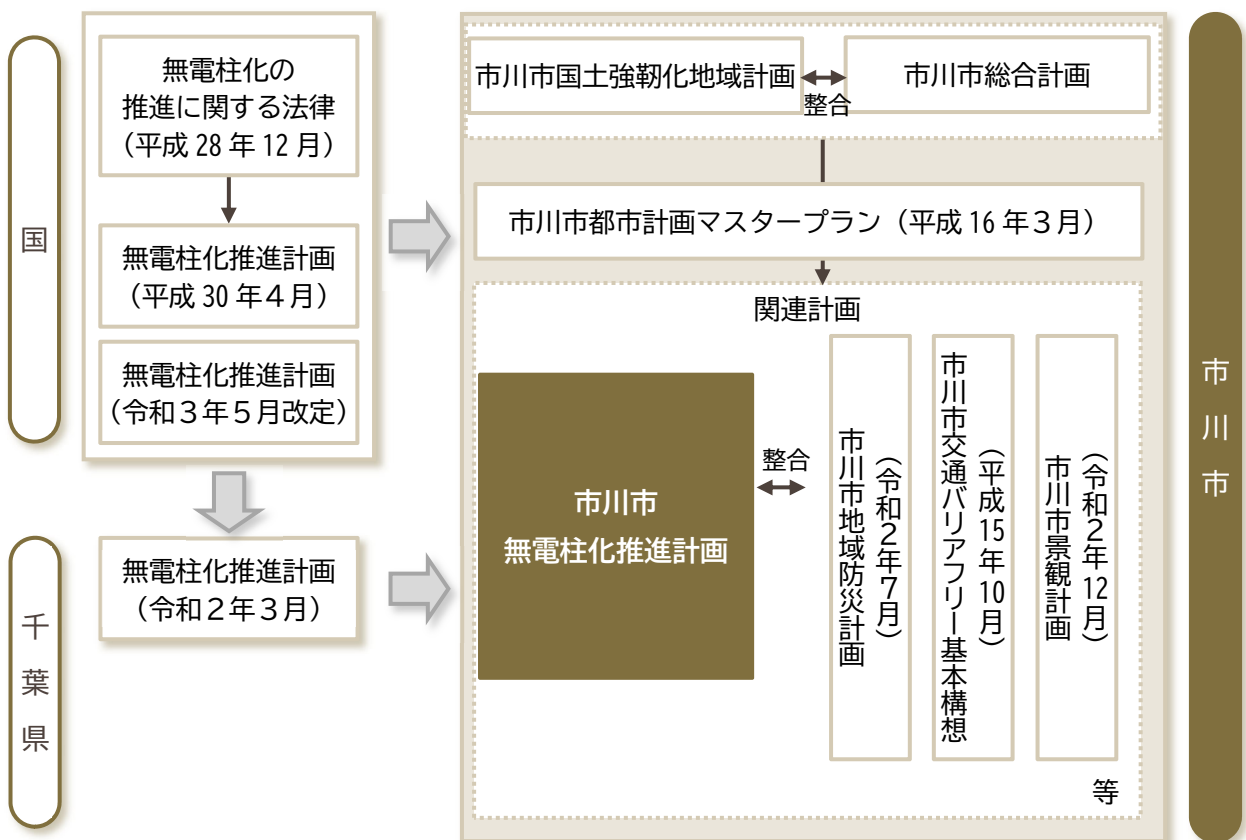 国
無電柱化の
推進に関する法律
(平成 28 年 12 月)
無電柱化推進計画
(平成 30 年４月)
無電柱化推進計画
(令和３年５月改定)
千葉県
無電柱化推進計画
(令和２年３月)
市川市国土強靭化地域計画
整合
市川市総合計画
市川市都市計画マスタープラン（平成 16 年３月）
関連計画
市川市
無電柱化推進計画
整合
市川市地域防災計画
(令和２年７月)
市川市交通バリアフリー基本構想
(平成 15 年 10 月)
市川市景観計画
(令和２年 12 月)
等
市川市